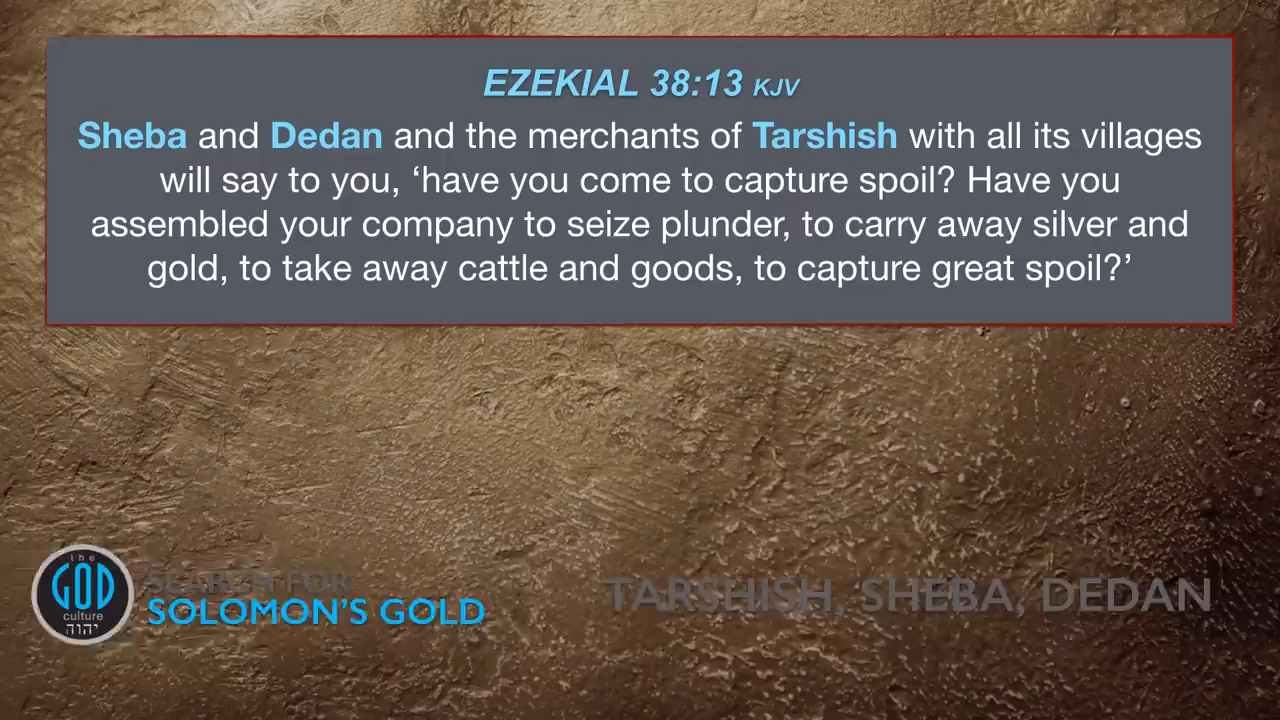 EZEKIAL 38:13 KJV
Sheba and Dedan and the merchants of Tarshish with all its villages
will say to you, ‘have you come to capture spoil? Have you
assembled your company to seize plunder, to carry away silver and
gold, to take away cattle and goods, to capture great spoil?’
the
GOD
culture
יהוה
SEARCH FOR
SOLOMON'S GOLD
TARSHISH, SHEBA, DEDAN